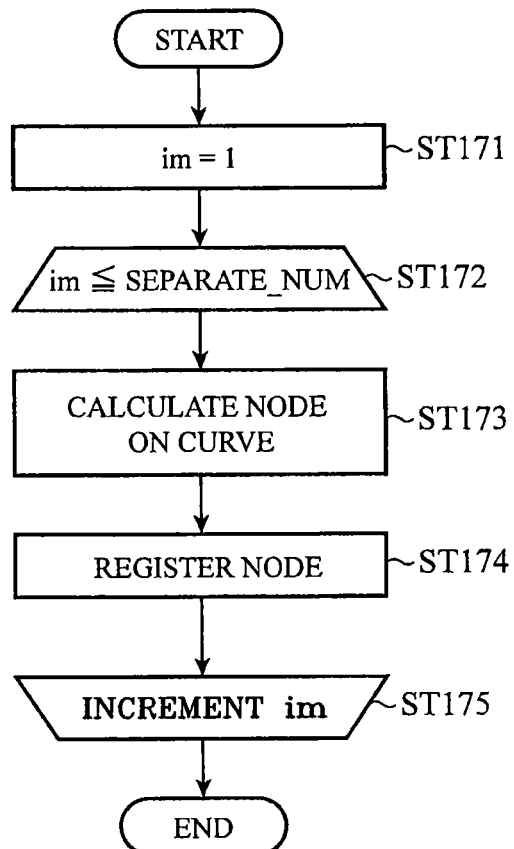 START
im = 1
ST171
im ≦ SEPARATE_NUM
ST172
CALCULATE NODE
ON CURVE
ST173
REGISTER NODE
ST174
INCREMENT im
ST175
END